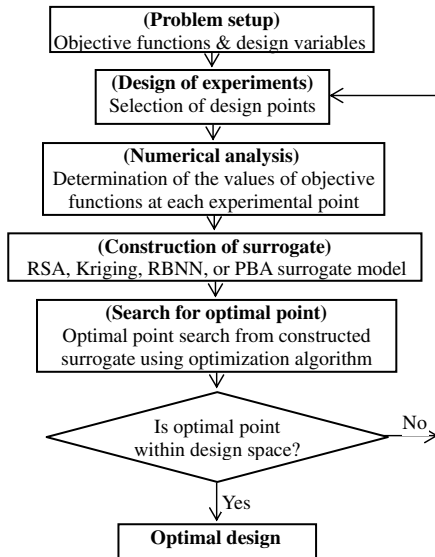 (Problem setup)
Objective functions & design variables
(Design of experiments)
Selection of design points
(Numerical analysis)
Determination of the values of objective
functions at each experimental point
(Construction of surrogate)
RSA, Kriging, RBNN, or PBA surrogate model
(Search for optimal point)
Optimal point search from constructed
surrogate using optimization algorithm
Is optimal point
within design space?
No
Yes
Optimal design